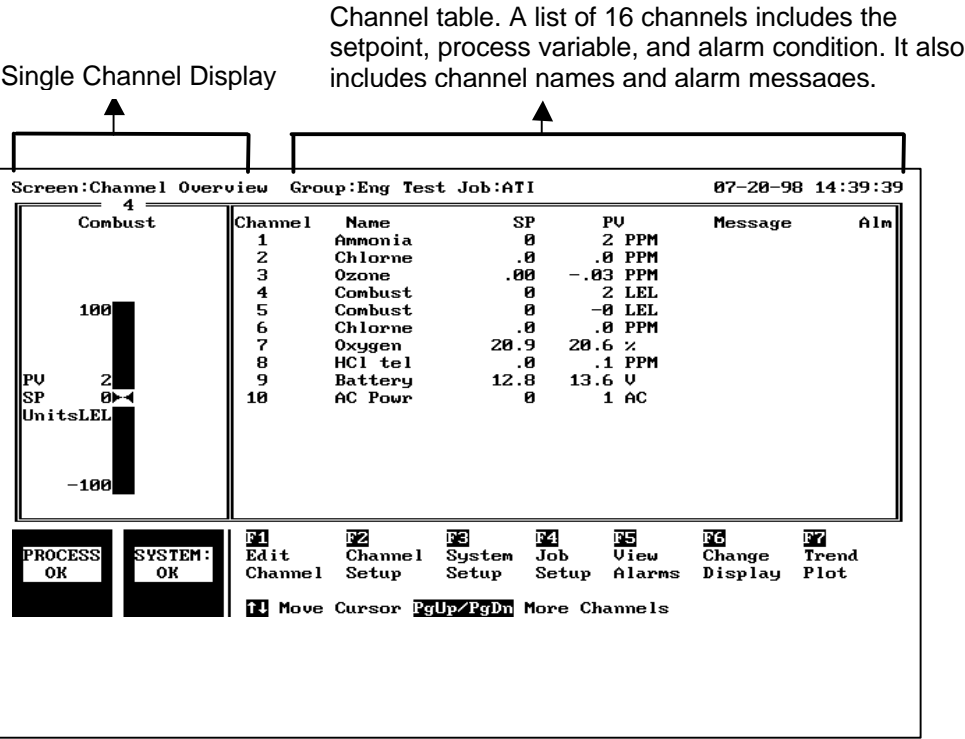 Channel table. A list of 16 channels includes the
setpoint, process variable, and alarm condition. It also
includes channel names and alarm messages.
Single Channel Display
Screen:Channel Overview Group:Eng Test Job:ATI 07-20-98 14:39:39
4
Combust
100
PV 2
SP 0
UnitsLEL
-100
Channel Name SP PV Message Alm
1 Ammonia 0 2 PPM
2 Chlorne .0 .0 PPM
3 Ozone .00 -.03 PPM
4 Combust 0 2 LEL
5 Combust 0 -0 LEL
6 Chlorne .0 .0 PPM
7 Oxygen 20.9 20.6 %
8 HCl tel .0 .1 PPM
9 Battery 12.8 13.6 V
10 AC Powr 0 1 AC
PROCESS
OK
SYSTEM:
OK
F1 F2 F3 F4 F5 F6 F7
Edit Channel System Job View Change Trend
Channel Setup Setup Setup Alarms Display Plot
↑↓ Move Cursor PgUp/PgDn More Channels